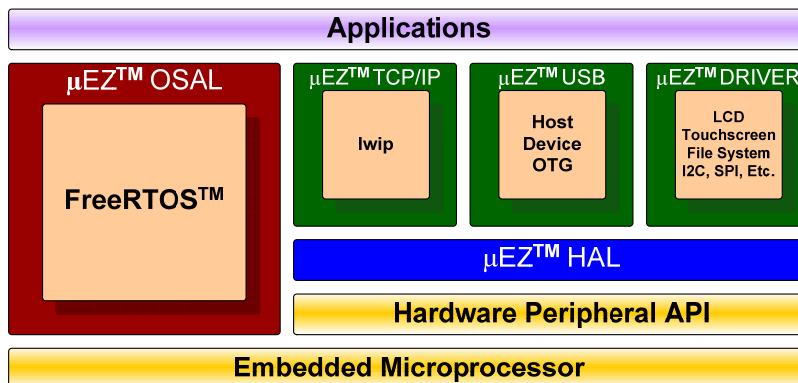 Applications
μEZ™ OSAL
FreeRTOS™
μEZ™ TCP/IP
lwip
μEZ™ USB
Host
Device
OTG
μEZ™ DRIVER
LCD
Touchscreen
File System
I2C, SPI, Etc.
μEZ™ HAL
Hardware Peripheral API
Embedded Microprocessor